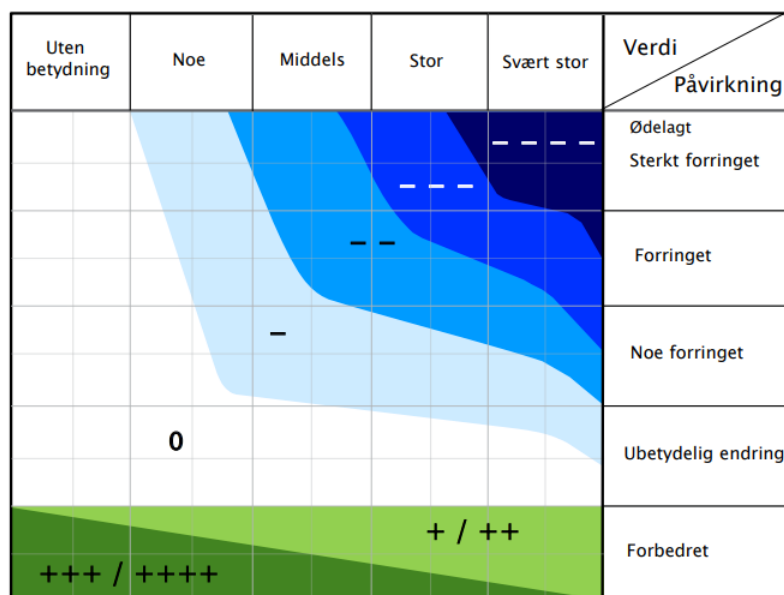 Uten
betydning
Noe
Middels
Stor
Svært stor
Verdi
Påvirkning
Ødelagt
Sterkt forringet
– – – –
– – –
Forringet
– –
Noe forringet
–
Ubetydelig endring
0
Forbedret
+ / ++
+++ / ++++